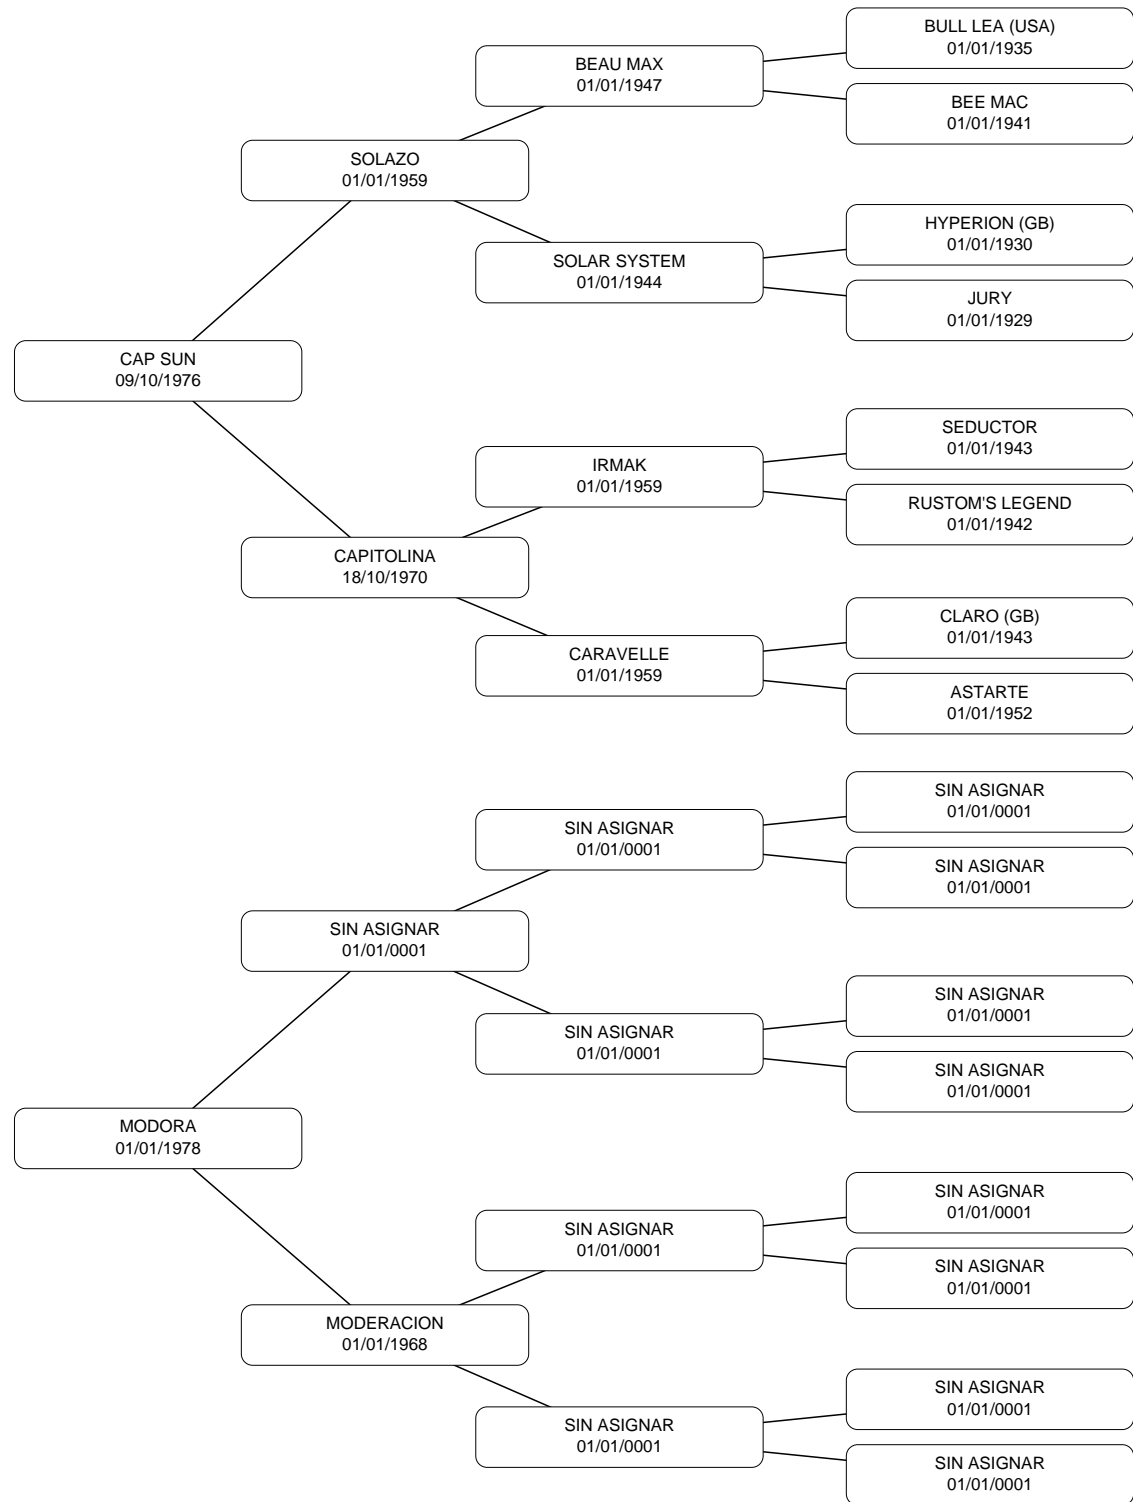 BULL LEA (USA)
01/01/1935
BEAU MAX
01/01/1947
BEE MAC
01/01/1941
SOLAZO
01/01/1959
HYPERION (GB)
01/01/1930
SOLAR SYSTEM
01/01/1944
JURY
01/01/1929
CAP SUN
09/10/1976
SEDUCTOR
01/01/1943
IRMAK
01/01/1959
RUSTOM'S LEGEND
01/01/1942
CAPITOLINA
18/10/1970
CLARO (GB)
01/01/1943
CARAVELLE
01/01/1959
ASTARTE
01/01/1952
SIN ASIGNAR
01/01/0001
SIN ASIGNAR
01/01/0001
SIN ASIGNAR
01/01/0001
SIN ASIGNAR
01/01/0001
SIN ASIGNAR
01/01/0001
SIN ASIGNAR
01/01/0001
SIN ASIGNAR
01/01/0001
MODORA
01/01/1978
SIN ASIGNAR
01/01/0001
SIN ASIGNAR
01/01/0001
SIN ASIGNAR
01/01/0001
MODERACION
01/01/1968
SIN ASIGNAR
01/01/0001
SIN ASIGNAR
01/01/0001
SIN ASIGNAR
01/01/0001